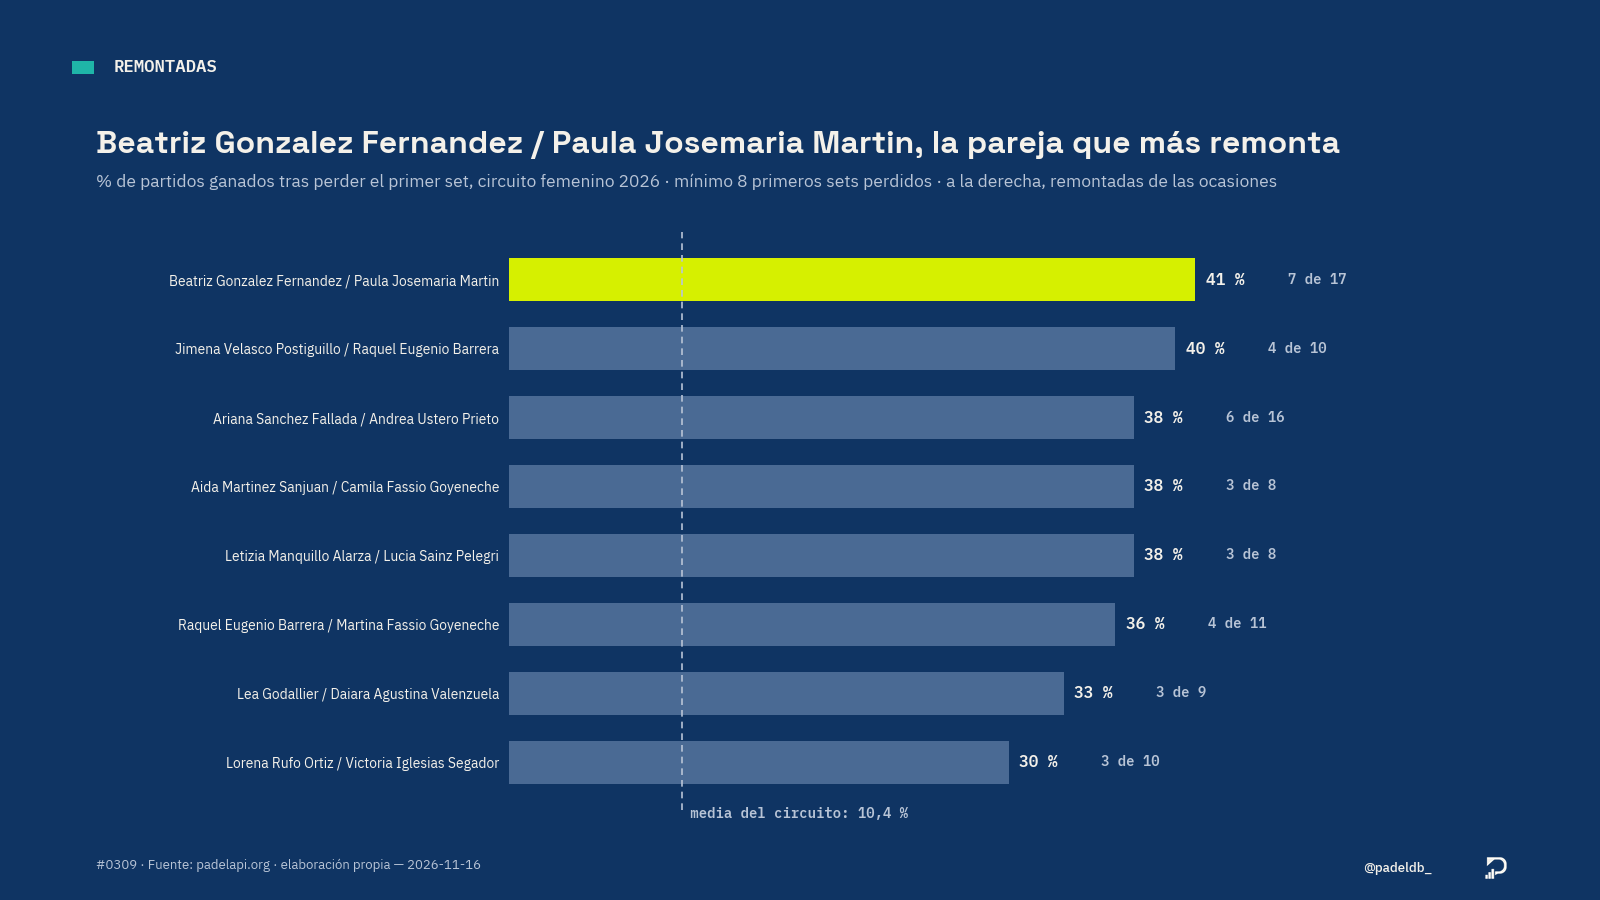 REMONTADAS
Beatriz Gonzalez Fernandez / Paula Josemaria Martin, la pareja que más remonta
% de partidos ganados tras perder el primer set, circuito femenino 2026 · mínimo 8 primeros sets perdidos · a la derecha, remontadas de las ocasiones
Beatriz Gonzalez Fernandez / Paula Josemaria Martin 41 % 7 de 17
Jimena Velasco Postiguillo / Raquel Eugenio Barrera 40 % 4 de 10
Ariana Sanchez Fallada / Andrea Ustero Prieto 38 % 6 de 16
Aida Martinez Sanjuan / Camila Fassio Goyeneche 38 % 3 de 8
Letizia Manquillo Alarza / Lucia Sainz Pelegri 38 % 3 de 8
Raquel Eugenio Barrera / Martina Fassio Goyeneche 36 % 4 de 11
Lea Godallier / Daiara Agustina Valenzuela 33 % 3 de 9
Lorena Rufo Ortiz / Victoria Iglesias Segador 30 % 3 de 10
media del circuito: 10,4 %
#0309 · Fuente: padelapi.org · elaboración propia — 2026-11-16
@padeldb_